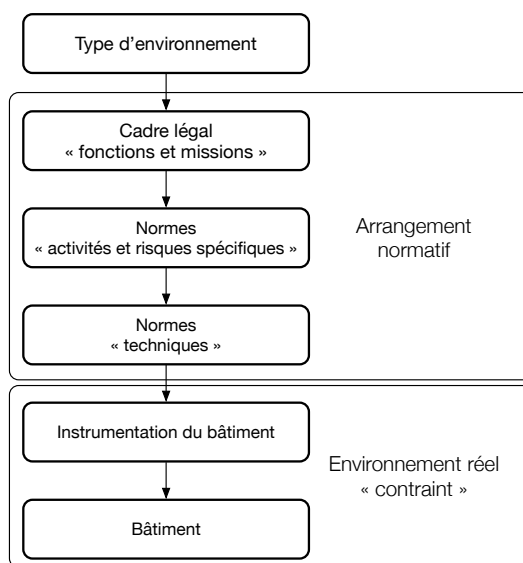 Type d’environnement
Cadre légal
« fonctions et missions »
Normes
« activités et risques spécifiques »
Arrangement
normatif
Normes
« techniques »
Instrumentation du bâtiment
Environnement réel
« contraint »
Bâtiment